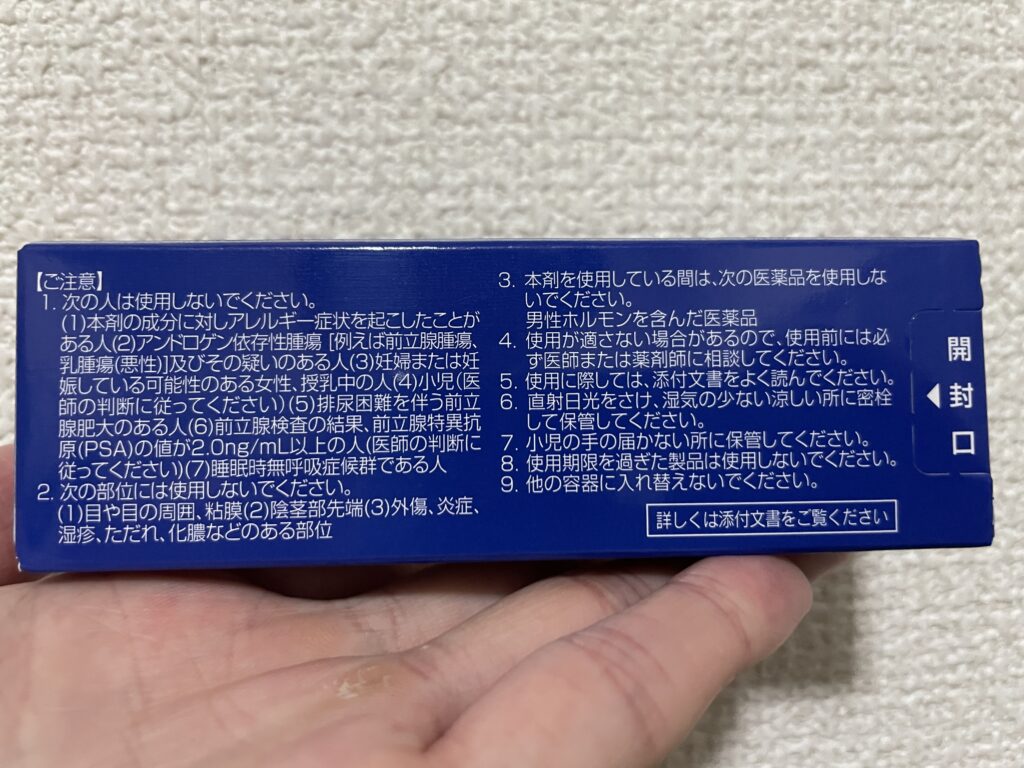 【ご注意】
1. 次の人は使用しないでください。
(1)本剤の成分に対しアレルギー症状を起こしたことが
ある人(2)アンドロゲン依存性腫瘍 [例えば前立腺腫瘍、
乳腫瘍(悪性)]及びその疑いのある人(3)妊婦または妊
娠している可能性のある女性、授乳中の人(4)小児(医
師の判断に従ってください)(5)排尿困難を伴う前立
腺肥大のある人(6)前立腺検査の結果、前立腺特異抗
原(PSA)の値が2.0ng/mL以上の人(医師の判断に
従ってください)(7)睡眠時無呼吸症候群である人
2. 次の部位には使用しないでください。
(1)目や目の周囲、粘膜(2)陰茎部先端(3)外傷、炎症、
湿疹、ただれ、化膿などのある部位
3. 本剤を使用している間は、次の医薬品を使用しな
いでください。
男性ホルモンを含んだ医薬品
4. 使用が適さない場合があるので、使用前には必
ず医師または薬剤師に相談してください。
5. 使用に際しては、添付文書をよく読んでください。
6. 直射日光をさけ、湿気の少ない涼しい所に密栓
して保管してください。
7. 小児の手の届かない所に保管してください。
8. 使用期限を過ぎた製品は使用しないでください。
9. 他の容器に入れ替えないでください。
詳しくは添付文書をご覧ください
開封口